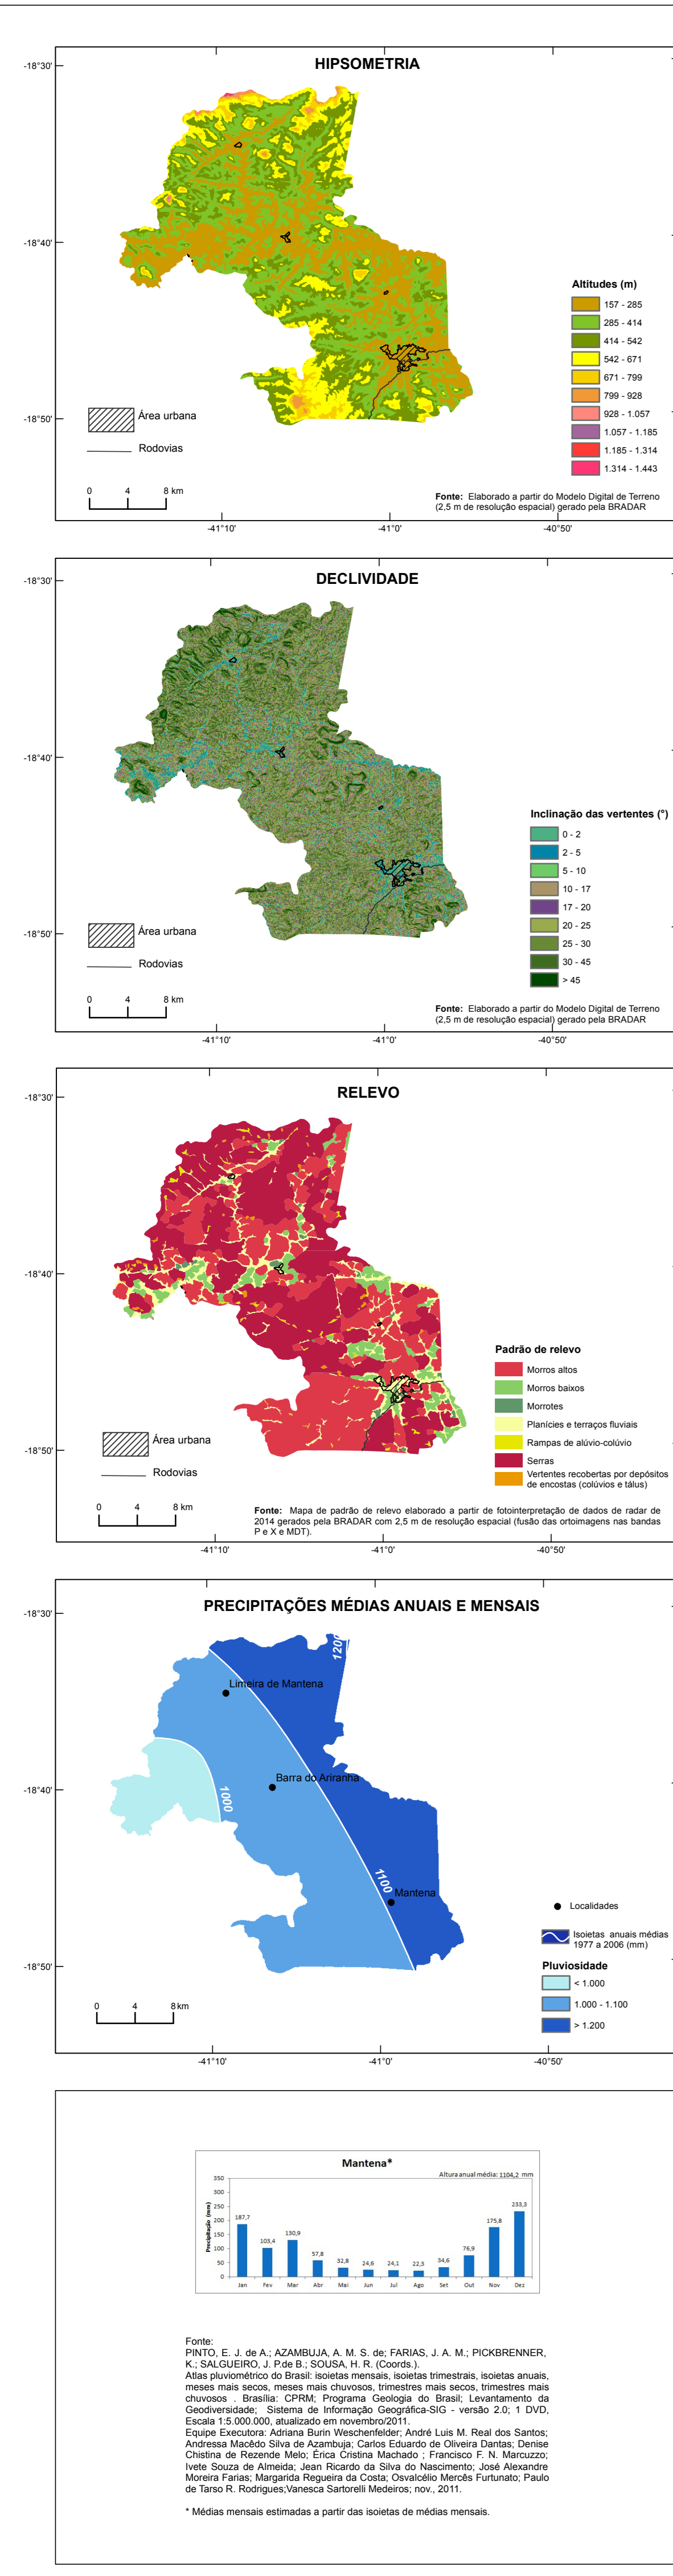 HIPSOMETRIA
-18°30'
-18°40'
-18°50'
Altitudes (m)
157 - 285
285 - 414
414 - 542
542 - 671
671 - 799
799 - 928
928 - 1.057
1.057 - 1.185
1.185 - 1.314
1.314 - 1.443
Área urbana
Rodovias
0 4 8 km
Fonte: Elaborado a partir do Modelo Digital de Terreno
(2,5 m de resolução espacial) gerado pela BRADAR
-41°10' -41°0' -40°50'
DECLIVIDADE
-18°30'
-18°40'
-18°50'
Inclinação das vertentes (°)
0 - 2
2 - 5
5 - 10
10 - 17
17 - 20
20 - 25
25 - 30
30 - 45
> 45
Área urbana
Rodovias
0 4 8 km
Fonte: Elaborado a partir do Modelo Digital de Terreno
(2,5 m de resolução espacial) gerado pela BRADAR
-41°10' -41°0' -40°50'
RELEVO
-18°30'
-18°40'
-18°50'
Padrão de relevo
Morros altos
Morros baixos
Morrotes
Planícies e terraços fluviais
Rampas de alúvio-colúvio
Serras
Vertentes recobertas por depósitos
de encostas (colúvios e tálus)
Área urbana
Rodovias
0 4 8 km
Fonte: Mapa de padrão de relevo elaborado a partir de fotointerpretação de dados de radar de
2014 gerados pela BRADAR com 2,5 m de resolução espacial (fusão das ortoimagens nas bandas
P e X e MDT).
-41°10' -41°0' -40°50'
PRECIPITAÇÕES MÉDIAS ANUAIS E MENSAIS
-18°30'
-18°40'
-18°50'
1200
Limeira de Mantena
Barra do Ariranha
1000
1100
Mantena
Localidades
Isoietas anuais médias
1977 a 2006 (mm)
Pluviosidade
< 1.000
1.000 - 1.100
> 1.200
0 4 8 km
-41°10' -41°0' -40°50'
Mantena*
Altura anual média: 1104,2 mm
Precipitação (mm)
350
300
250
200
150
100
50
0
187,7 103,4 130,9 57,8 32,8 24,6 24,1 22,3 34,6 76,9 175,8 233,3
Jan Fev Mar Abr Mai Jun Jul Ago Set Out Nov Dez
Fonte:
PINTO, E. J. de A.; AZAMBUJA, A. M. S. de; FARIAS, J. A. M.; PICKBRENNER,
K.; SALGUEIRO, J. P.de B.; SOUSA, H. R. (Coords.).
Atlas pluviométrico do Brasil: isoietas mensais, isoietas trimestrais, isoietas anuais,
meses mais secos, meses mais chuvosos, trimestres mais secos, trimestres mais
chuvosos . Brasília: CPRM; Programa Geologia do Brasil; Levantamento da
Geodiversidade; Sistema de Informação Geográfica-SIG - versão 2.0; 1 DVD,
Escala 1:5.000.000, atualizado em novembro/2011.
Equipe Executora: Adriana Burin Weschenfelder; André Luis M. Real dos Santos;
Andressa Macêdo Silva de Azambuja; Carlos Eduardo de Oliveira Dantas; Denise
Chistina de Rezende Melo; Érica Cristina Machado ; Francisco F. N. Marcuzzo;
Ivete Souza de Almeida; Jean Ricardo da Silva do Nascimento; José Alexandre
Moreira Farias; Margarida Regueira da Costa; Osvalcélio Mercês Furtunato; Paulo
de Tarso R. Rodrigues;Vanesca Sartorelli Medeiros; nov., 2011.
* Médias mensais estimadas a partir das isoietas de médias mensais.